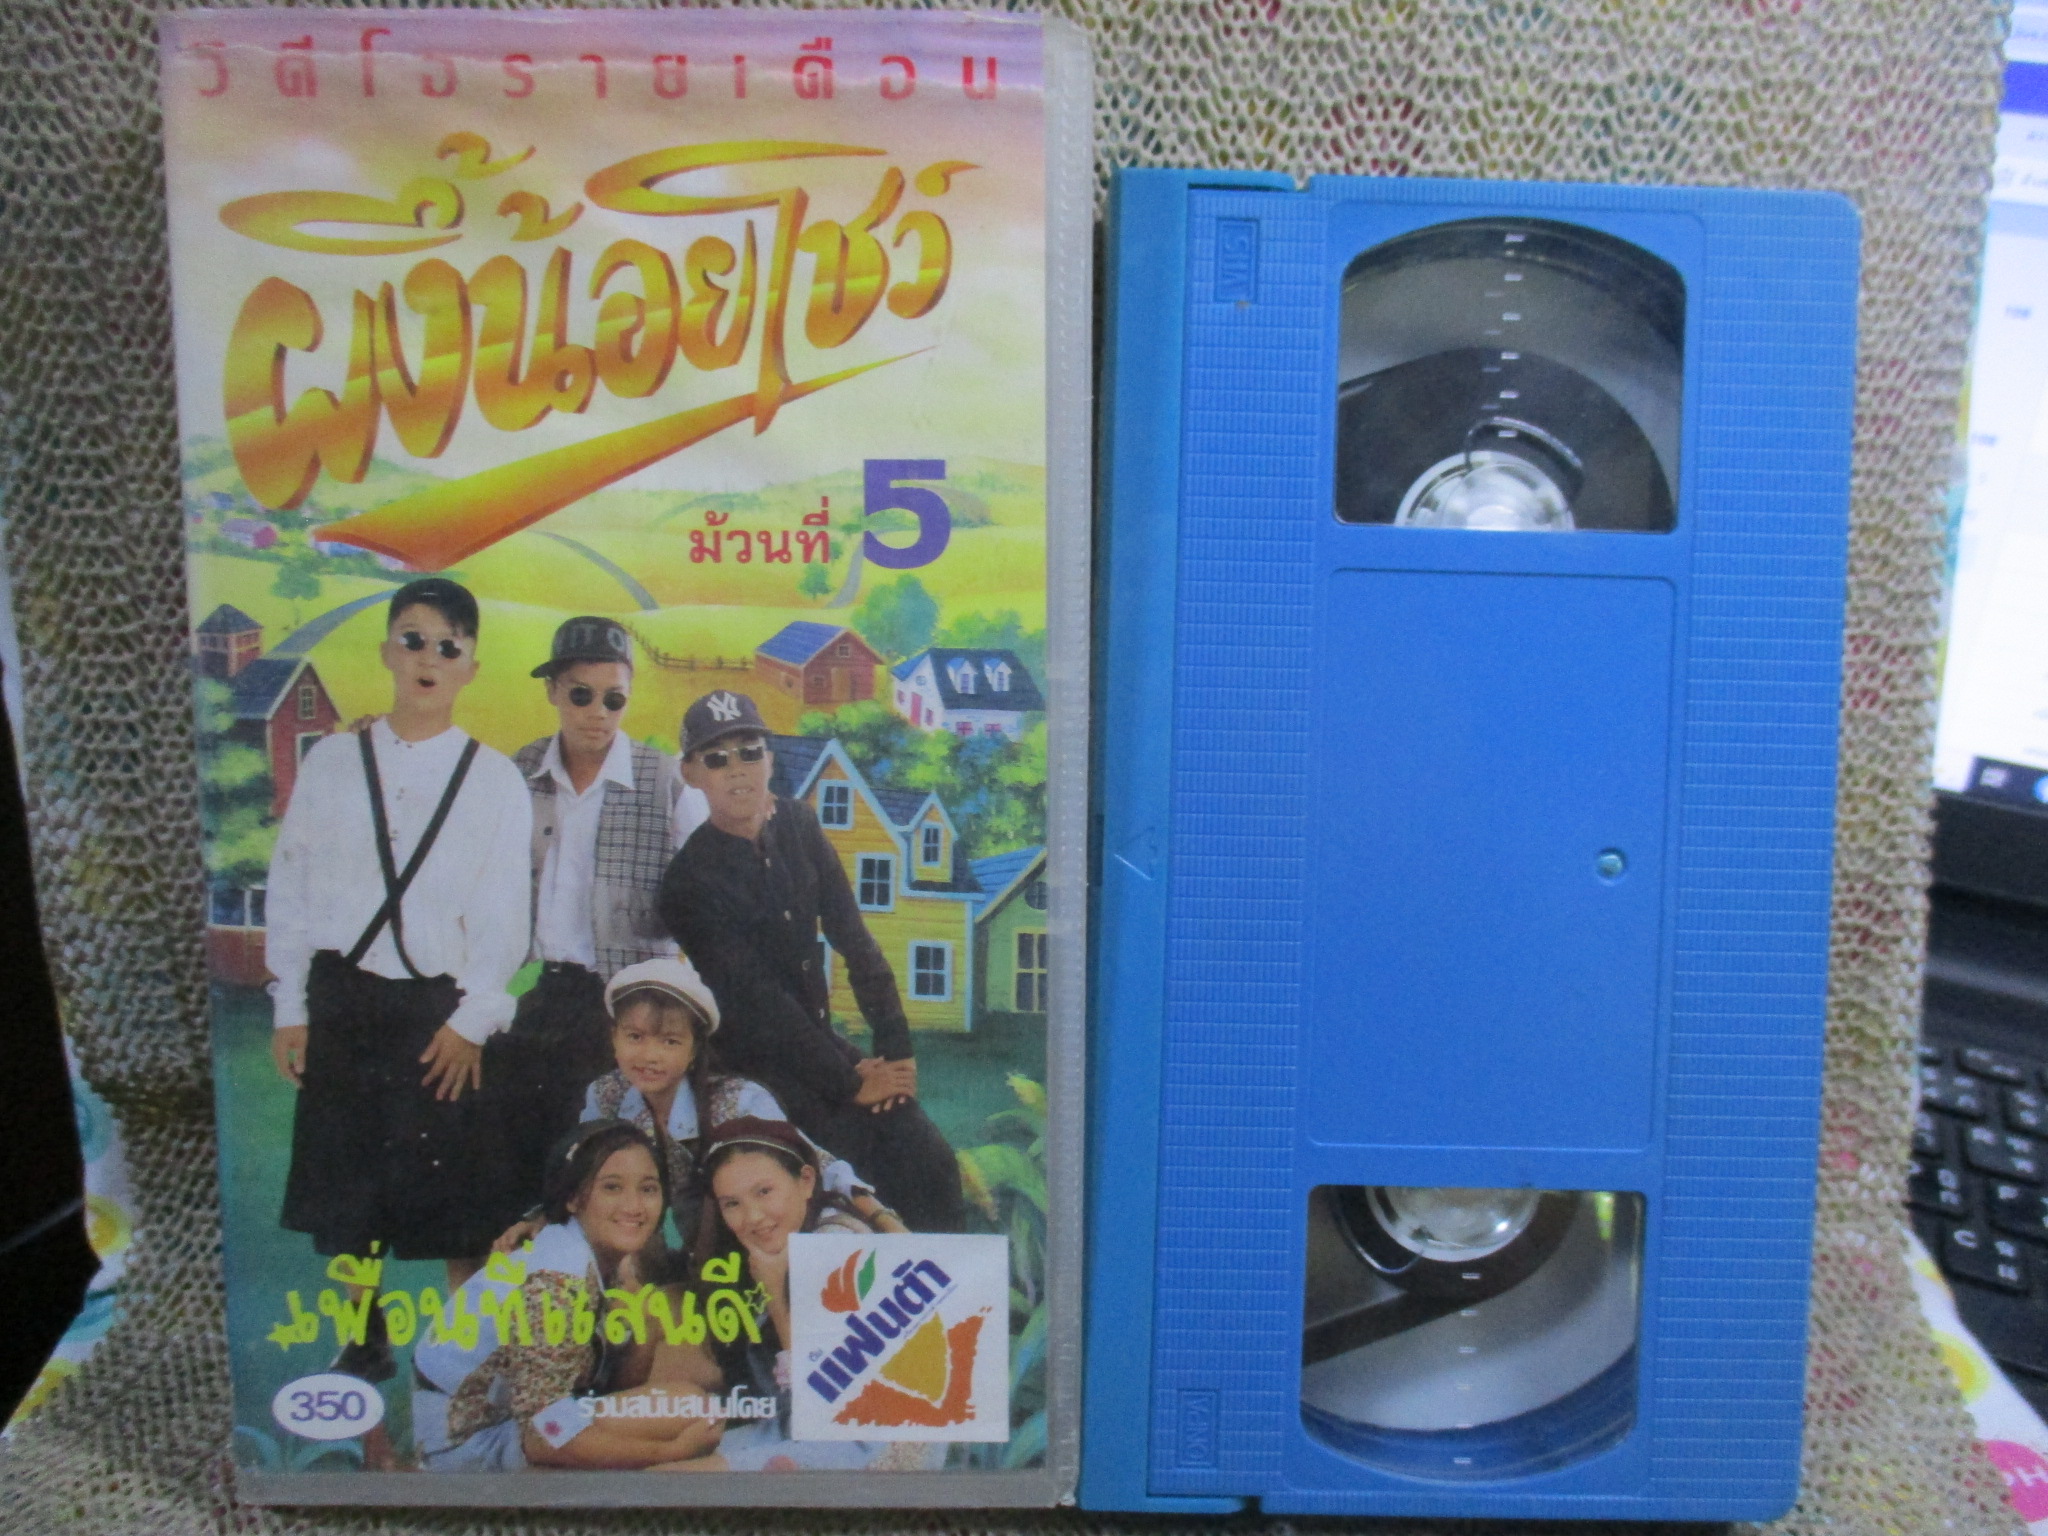 วิดีโอรายเดือน
ผึ้งน้อยโชว์
ม้วนที่ 5
NY
เพื่อนที่แสนดี
350
ร่วมสนับสนุนโดย
แฟนต้า
VHS